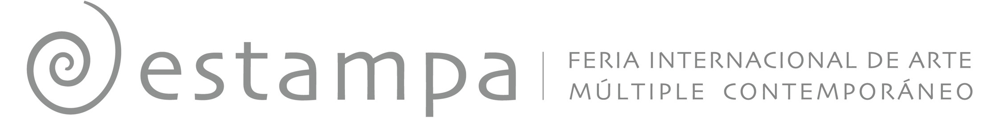 estampa
FERIA INTERNACIONAL DE ARTE
MÚLTIPLE CONTEMPORÁNEO